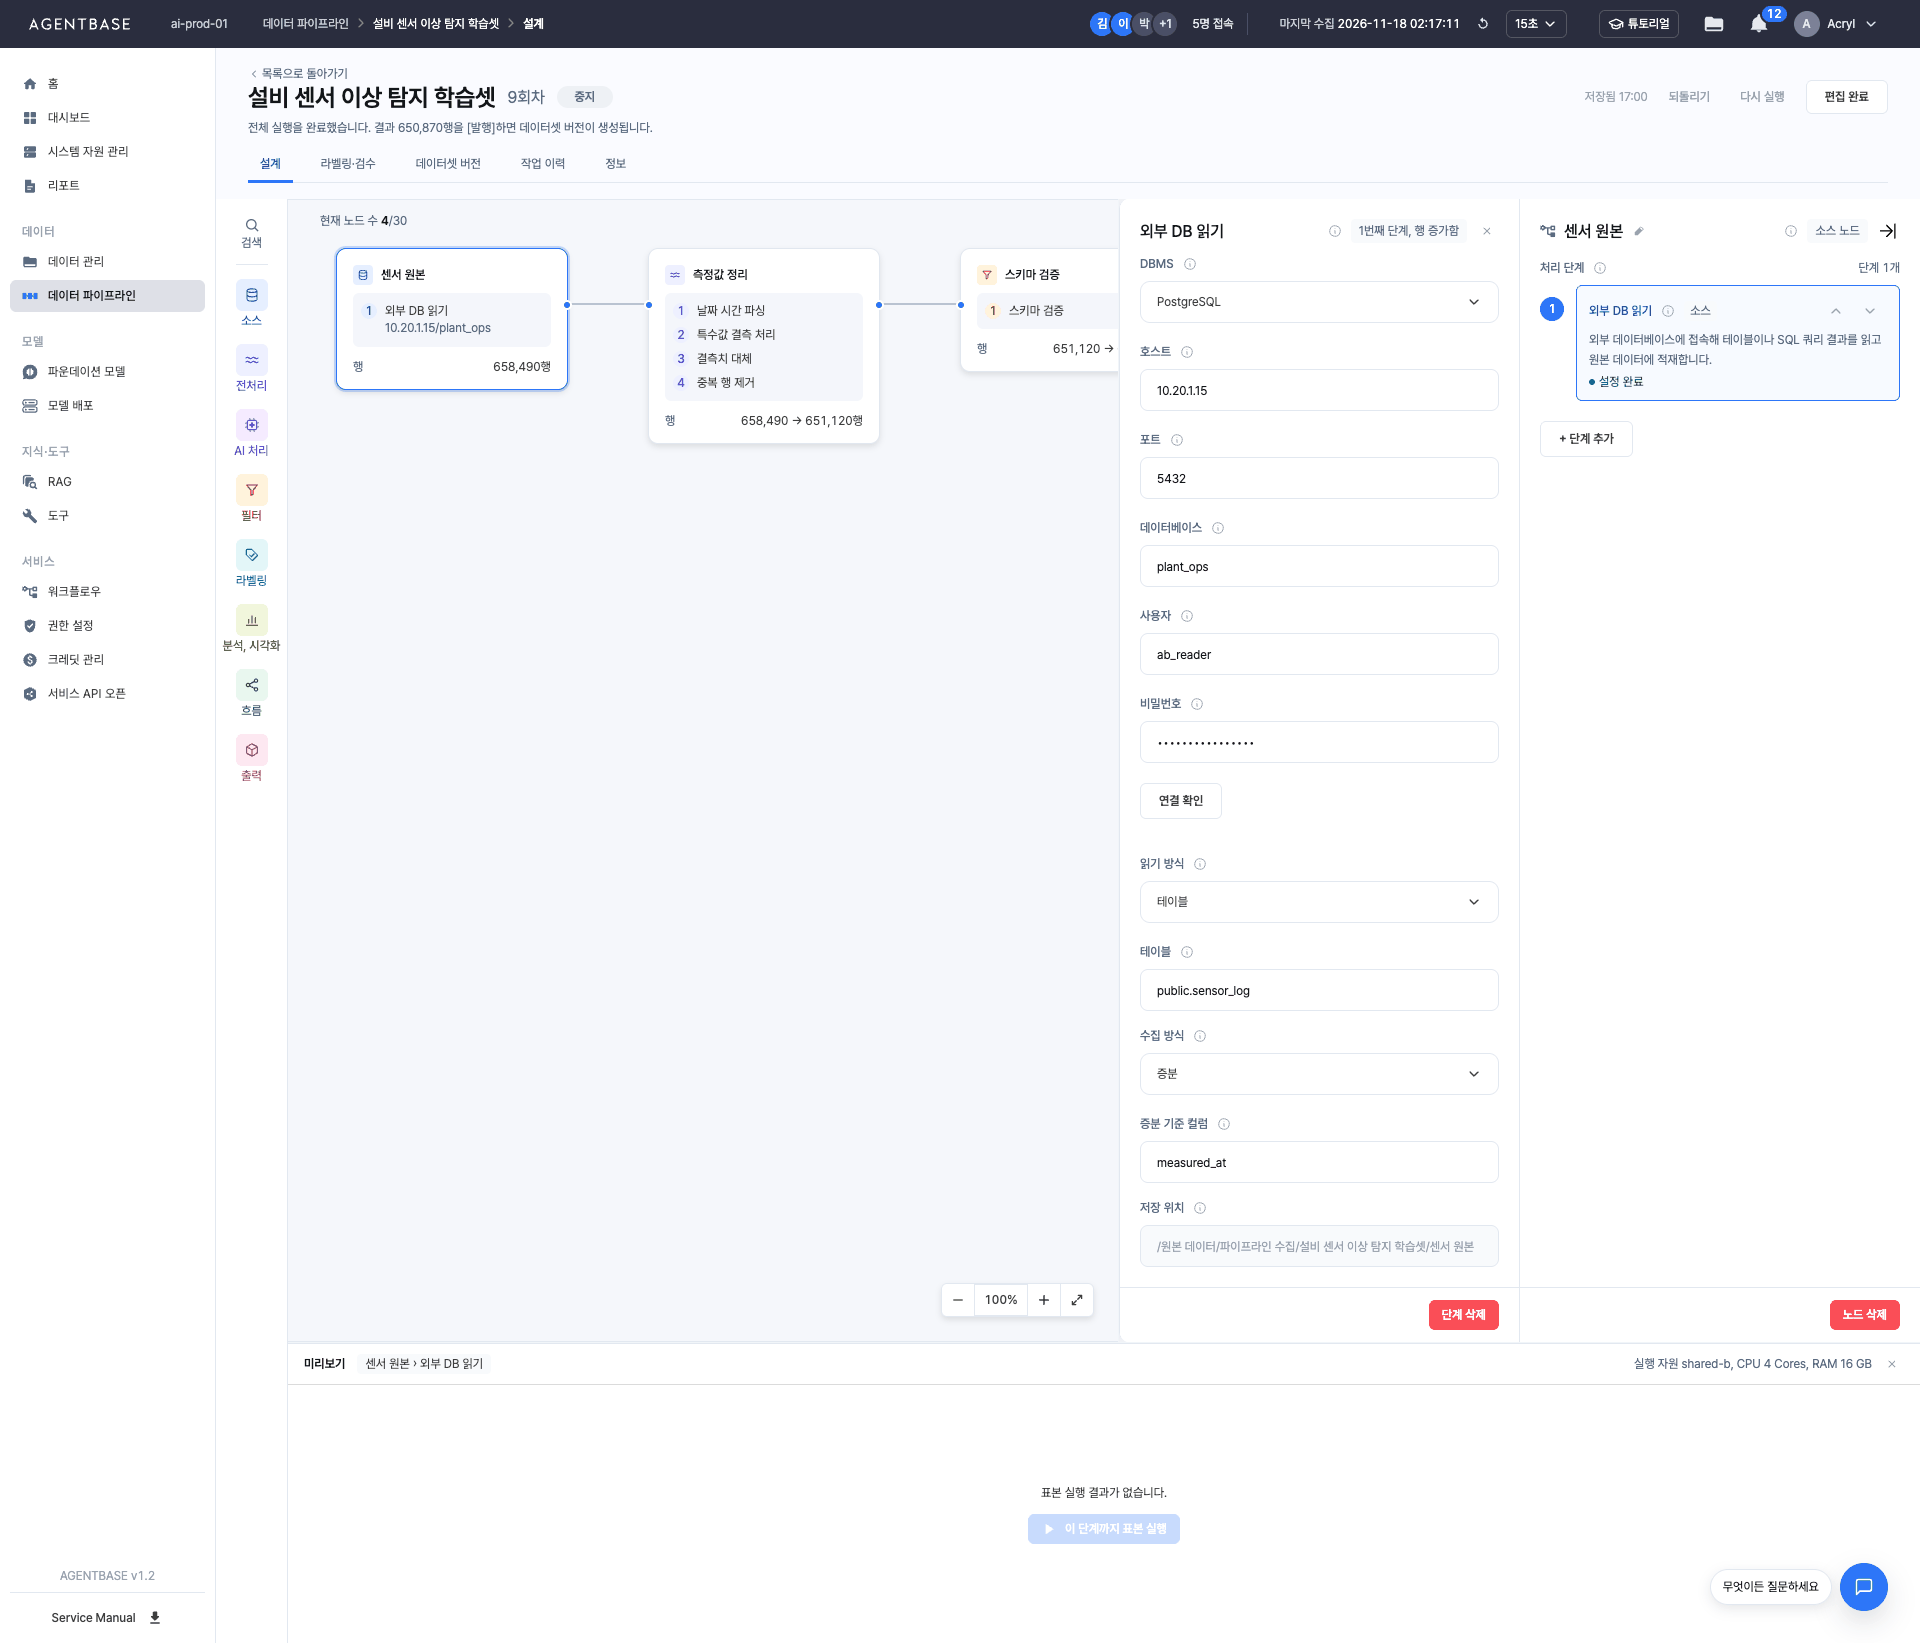 AGENTBASE
ai-prod-01
데이터 파이프라인
설비 센서 이상 탐지 학습셋
설계
김
이
박
+1
5명 접속
마지막 수집 2026-11-18 02:17:11
15초
튜토리얼
12
A
Acryl
홈
대시보드
시스템 자원 관리
리포트
데이터
데이터 관리
데이터 파이프라인
모델
파운데이션 모델
모델 배포
지식·도구
RAG
도구
서비스
워크플로우
권한 설정
크레딧 관리
서비스 API 오픈
AGENTBASE v1.2
Service Manual
목록으로 돌아가기
설비 센서 이상 탐지 학습셋
9회차
중지
저장됨 17:00
되돌리기
다시 실행
편집 완료
전체 실행을 완료했습니다. 결과 650,870행을 [발행]하면 데이터셋 버전이 생성됩니다.
설계
라벨링·검수
데이터셋 버전
작업 이력
정보
검색
소스
전처리
AI 처리
필터
라벨링
분석, 시각화
흐름
출력
현재 노드 수 4/30
센서 원본
1 외부 DB 읽기
10.20.1.15/plant_ops
행 658,490행
측정값 정리
1 날짜 시간 파싱
2 특수값 결측 처리
3 결측치 대체
4 중복 행 제거
행 658,490 → 651,120행
스키마 검증
1 스키마 검증
행 651,120 →
100%
외부 DB 읽기
1번째 단계, 행 증가함
DBMS
PostgreSQL
호스트
10.20.1.15
포트
5432
데이터베이스
plant_ops
사용자
ab_reader
비밀번호
••••••••••••••••
연결 확인
읽기 방식
테이블
테이블
public.sensor_log
수집 방식
증분
증분 기준 컬럼
measured_at
저장 위치
/원본 데이터/파이프라인 수집/설비 센서 이상 탐지 학습셋/센서 원본
단계 삭제
센서 원본
소스 노드
처리 단계
단계 1개
1
외부 DB 읽기
소스
외부 데이터베이스에 접속해 테이블이나 SQL 쿼리 결과를 읽고
원본 데이터에 적재합니다.
설정 완료
+ 단계 추가
노드 삭제
미리보기
센서 원본 › 외부 DB 읽기
실행 자원 shared-b, CPU 4 Cores, RAM 16 GB
표본 실행 결과가 없습니다.
이 단계까지 표본 실행
무엇이든 질문하세요